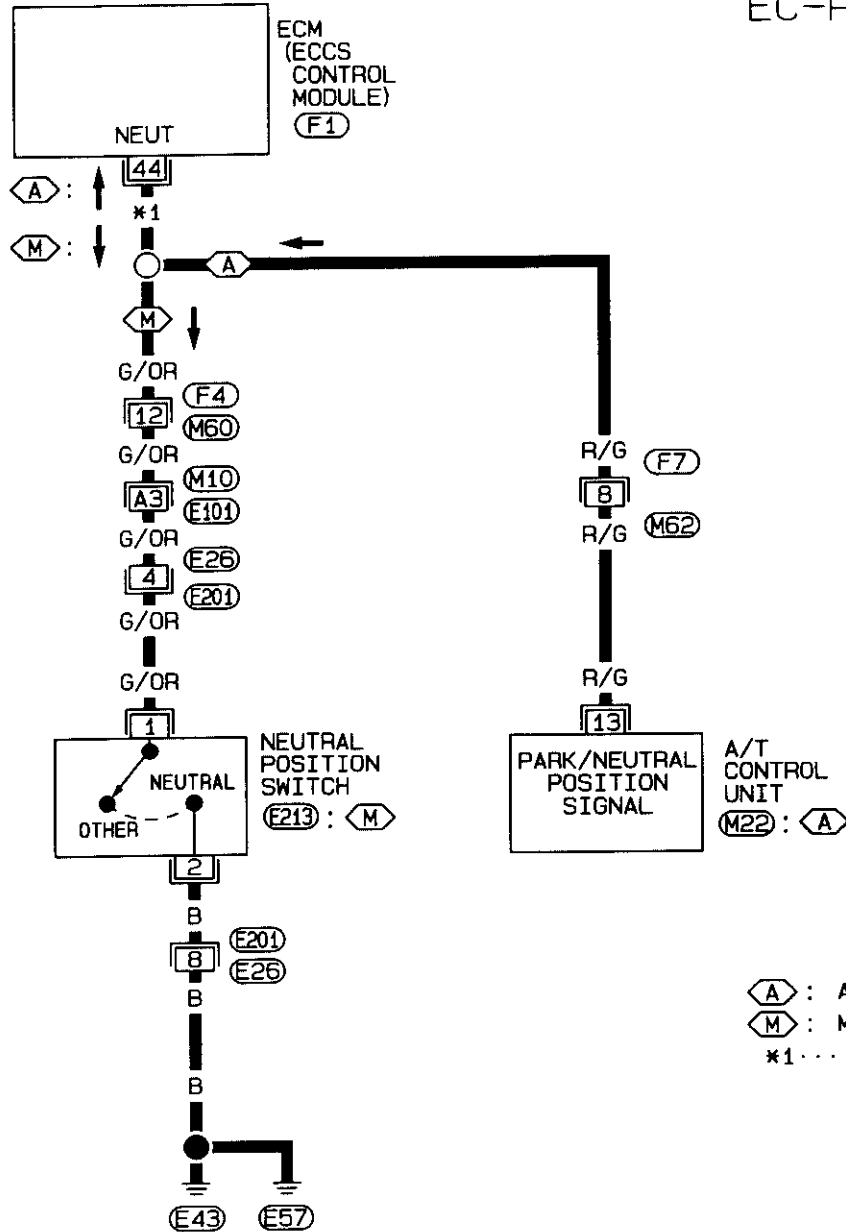 EC-
ECM
(ECCS
CONTROL
MODULE)
F1
NEUT
44
A :
*1
M :
A
M
G/OR
12
F4
M60
G/OR
A3
M10
E101
G/OR
4
E26
E201
G/OR
G/OR
1
NEUTRAL
POSITION
SWITCH
E213 : M
NEUTRAL
OTHER
2
B
8
E201
E26
B
B
E43
E57
R/G
F7
8
R/G
M62
R/G
13
PARK/NEUTRAL
POSITION
SIGNAL
A/T
CONTROL
UNIT
M22 : A
A :
M :
*1 ···